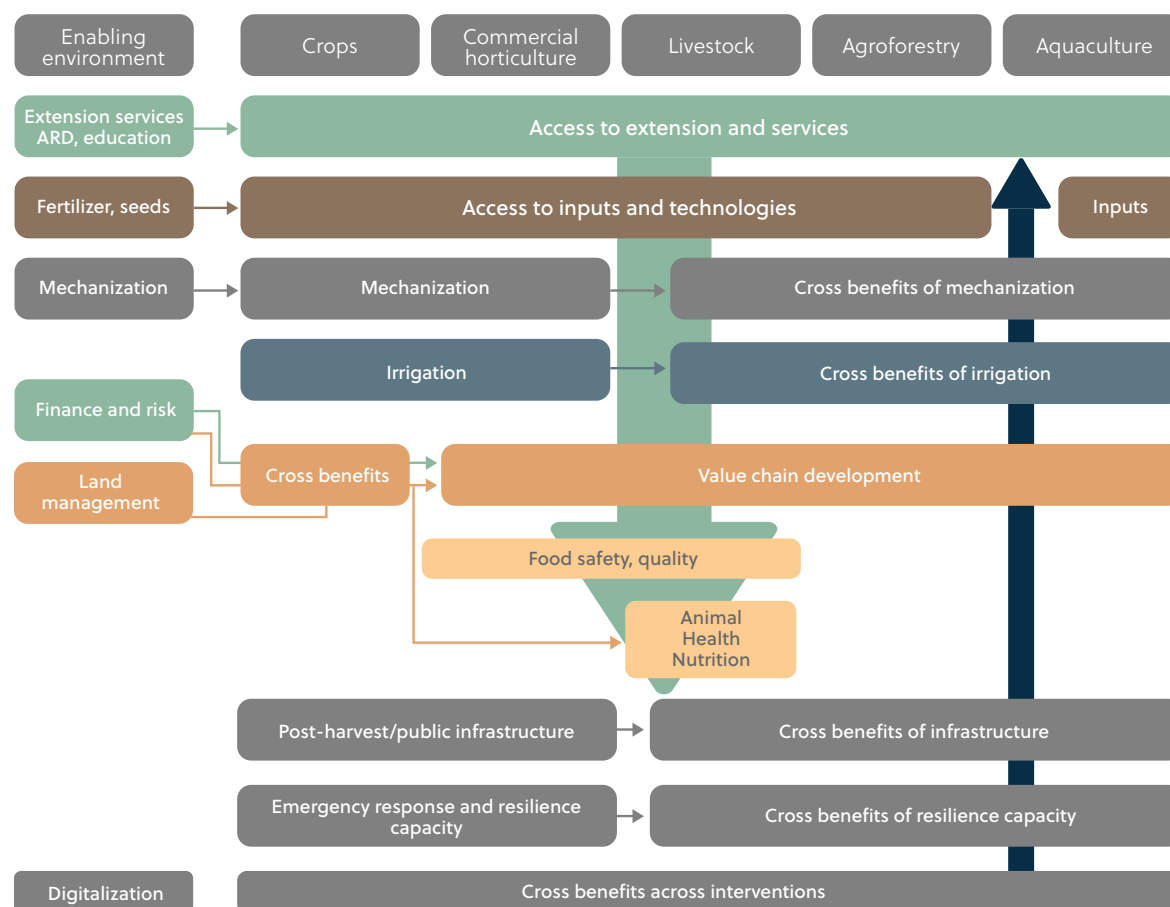 Enabling
environment
Crops
Commercial
horticulture
Livestock
Agroforestry
Aquaculture
Extension services
ARD, education
Access to extension and services
Fertilizer, seeds
Access to inputs and technologies
Inputs
Mechanization
Mechanization
Cross benefits of mechanization
Irrigation
Cross benefits of irrigation
Finance and risk
Land
management
Cross benefits
Value chain development
Food safety, quality
Animal
Health
Nutrition
Post-harvest/public infrastructure
Cross benefits of infrastructure
Emergency response and resilience
capacity
Cross benefits of resilience capacity
Digitalization
Cross benefits across interventions